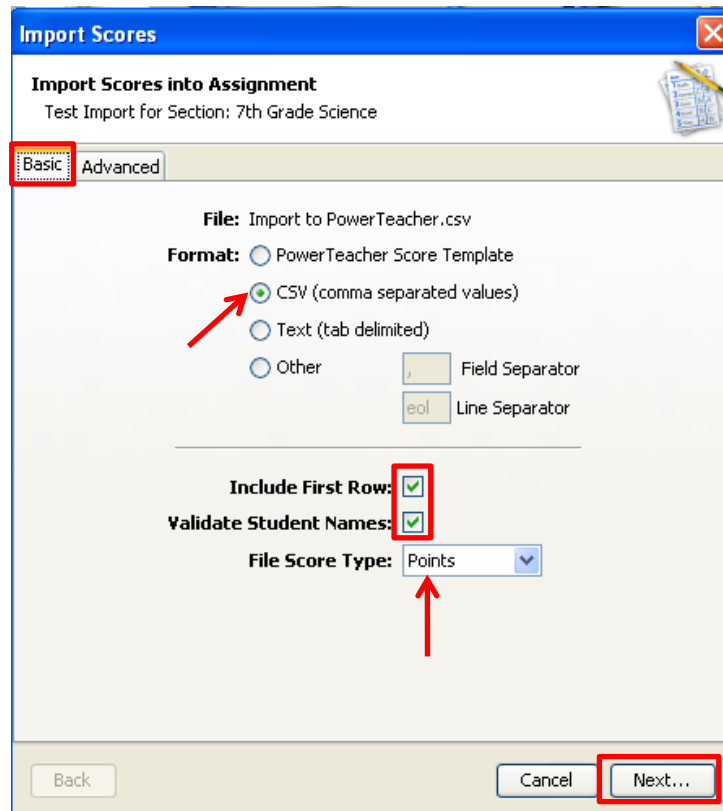 Import Scores
Import Scores into Assignment
Test Import for Section: 7th Grade Science
Basic Advanced
File: Import to PowerTeacher.csv
Format: PowerTeacher Score Template
CSV (comma separated values)
Text (tab delimited)
Other , Field Separator
eol Line Separator
Include First Row:
Validate Student Names:
File Score Type: Points
Back Cancel Next...